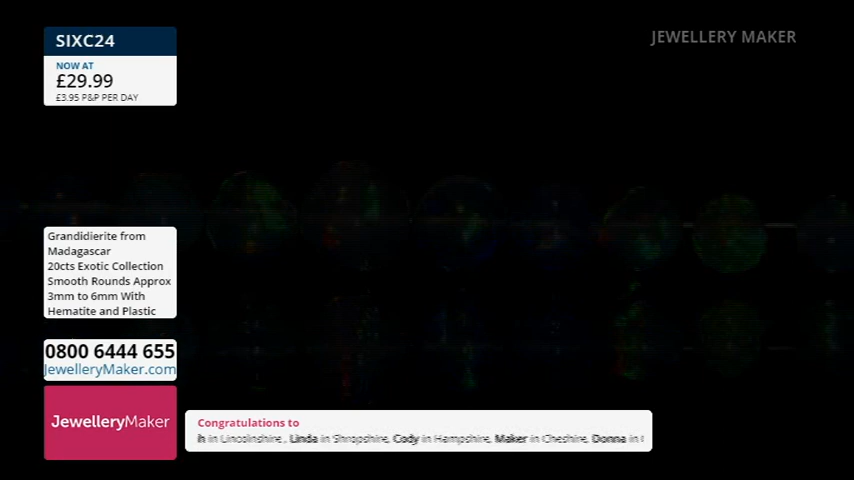 SIXC24
NOW AT
£29.99
£3.95 P&P PER DAY
JEWELLERY MAKER
Grandidierite from
Madagascar
20cts Exotic Collection
Smooth Rounds Approx
3mm to 6mm With
Hematite and Plastic
0800 6444 655
JewelleryMaker.com
JewelleryMaker
Congratulations to
h in Lincolnshire, Linda in Shropshire, Cody in Hampshire, Maker in Cheshire, Donna in